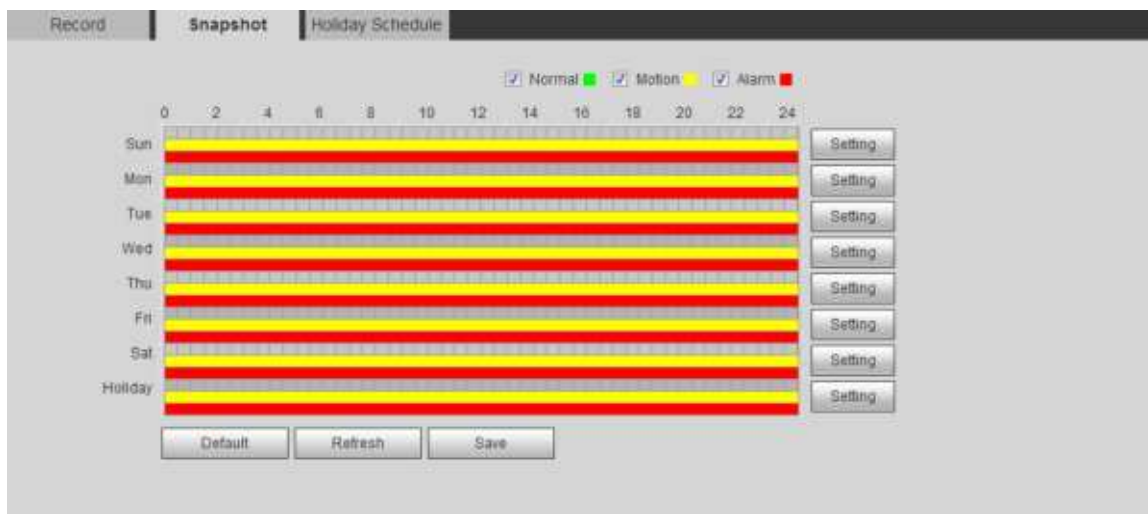 Record Snapshot Holiday Schedule
Normal Motion Alarm
0 2 4 6 8 10 12 14 16 18 20 22 24
Sun Setting
Mon Setting
Tue Setting
Wed Setting
Thu Setting
Fri Setting
Sat Setting
Holiday Setting
Default Refresh Save